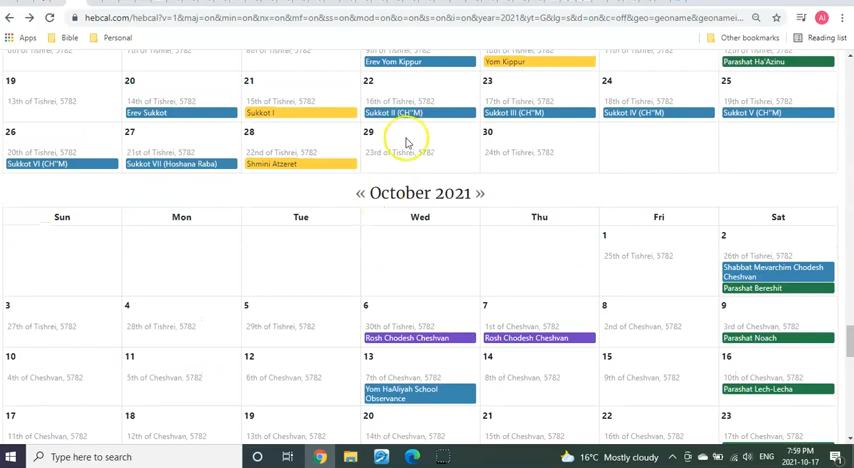 hebcal.com/hebcal?v=1&maj=on&min=on&nx=on&mf=on&ss=on&mod=on&o=on&s=on&i=on&year=2021&yt=G&lg=s&d=on&c=off&geo=geoname&geonamei...
AI
Apps Bible Personal Other bookmarks Reading list
9th of Tishrei, 5782
Erev Yom Kippur Yom Kippur Parashat Ha'Azinu
19 20 21 22 23 24 25
13th of Tishrei, 5782 14th of Tishrei, 5782 15th of Tishrei, 5782 16th of Tishrei, 5782 17th of Tishrei, 5782 18th of Tishrei, 5782 19th of Tishrei, 5782
Erev Sukkot Sukkot I Sukkot II (CH''M) Sukkot III (CH''M) Sukkot IV (CH''M) Sukkot V (CH''M)
26 27 28 29 30
20th of Tishrei, 5782 21st of Tishrei, 5782 22nd of Tishrei, 5782 23rd of Tishrei, 5782 24th of Tishrei, 5782
Sukkot VI (CH''M) Sukkot VII (Hoshana Raba) Shmini Atzeret
« October 2021 »
Sun Mon Tue Wed Thu Fri Sat
1 2
25th of Tishrei, 5782 26th of Tishrei, 5782
Shabbat Mevarchim Chodesh
Cheshvan
Parashat Bereshit
3 4 5 6 7 8 9
27th of Tishrei, 5782 28th of Tishrei, 5782 29th of Tishrei, 5782 30th of Tishrei, 5782 1st of Cheshvan, 5782 2nd of Cheshvan, 5782 3rd of Cheshvan, 5782
Rosh Chodesh Cheshvan Rosh Chodesh Cheshvan Parashat Noach
10 11 12 13 14 15 16
4th of Cheshvan, 5782 5th of Cheshvan, 5782 6th of Cheshvan, 5782 7th of Cheshvan, 5782 8th of Cheshvan, 5782 9th of Cheshvan, 5782 10th of Cheshvan, 5782
Yom HaAliyah School
Observance
Parashat Lech-Lecha
17 18 19 20 21 22 23
11th of Cheshvan, 5782 12th of Cheshvan, 5782 13th of Cheshvan, 5782 14th of Cheshvan, 5782 15th of Cheshvan, 5782 16th of Cheshvan, 5782 17th of Cheshvan, 5782
Type here to search 16°C Mostly cloudy ENG 7:59 PM
2021-10-17